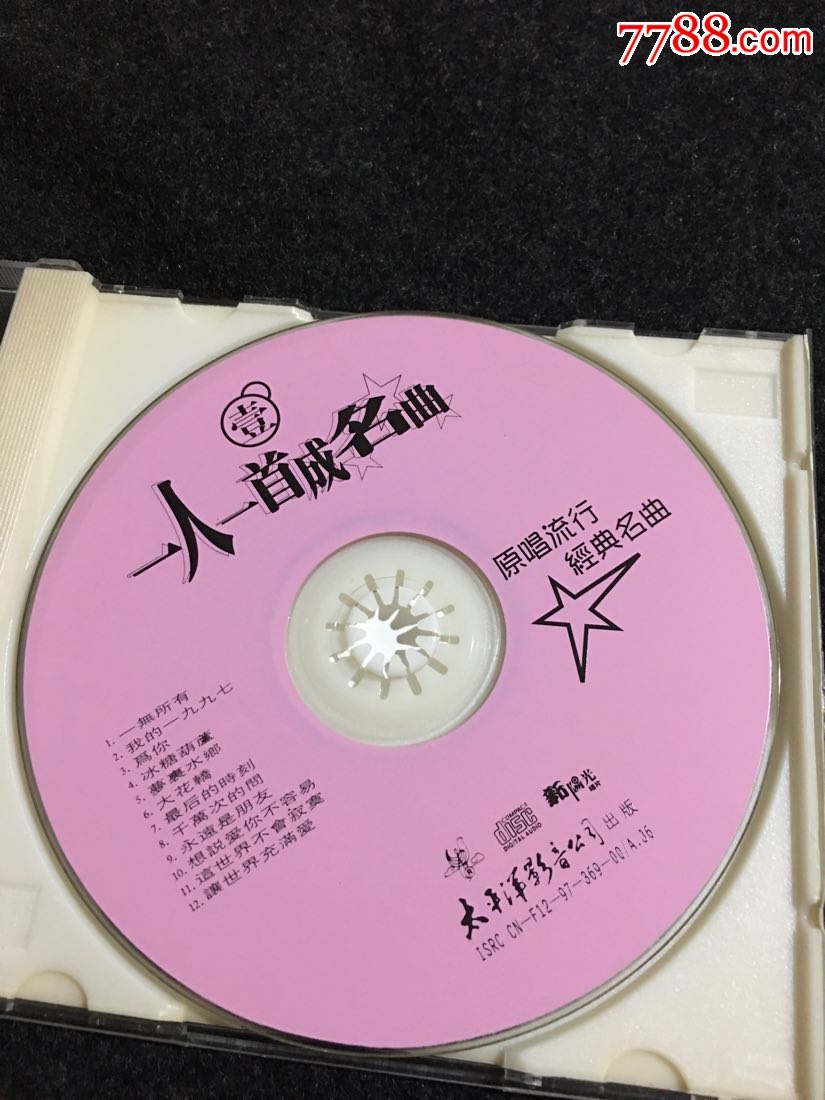 7788.com
壹
一人一首成名曲
原唱流行
經典名曲
1. 一無所有
2. 我的一九九七
3. 爲你
4. 冰糖葫蘆
5. 夢裏水鄉
6. 大花轎
7. 最后的時刻
8. 千萬次的問
9. 永遠是朋友
10. 想説愛你不容易
11. 這世界不會寂寞
12. 讓世界充滿愛
COMPACT
disc
DIGITAL AUDIO
陽光
太平洋影音公司出版
ISRC CN—F12—97—369—00/A.J6